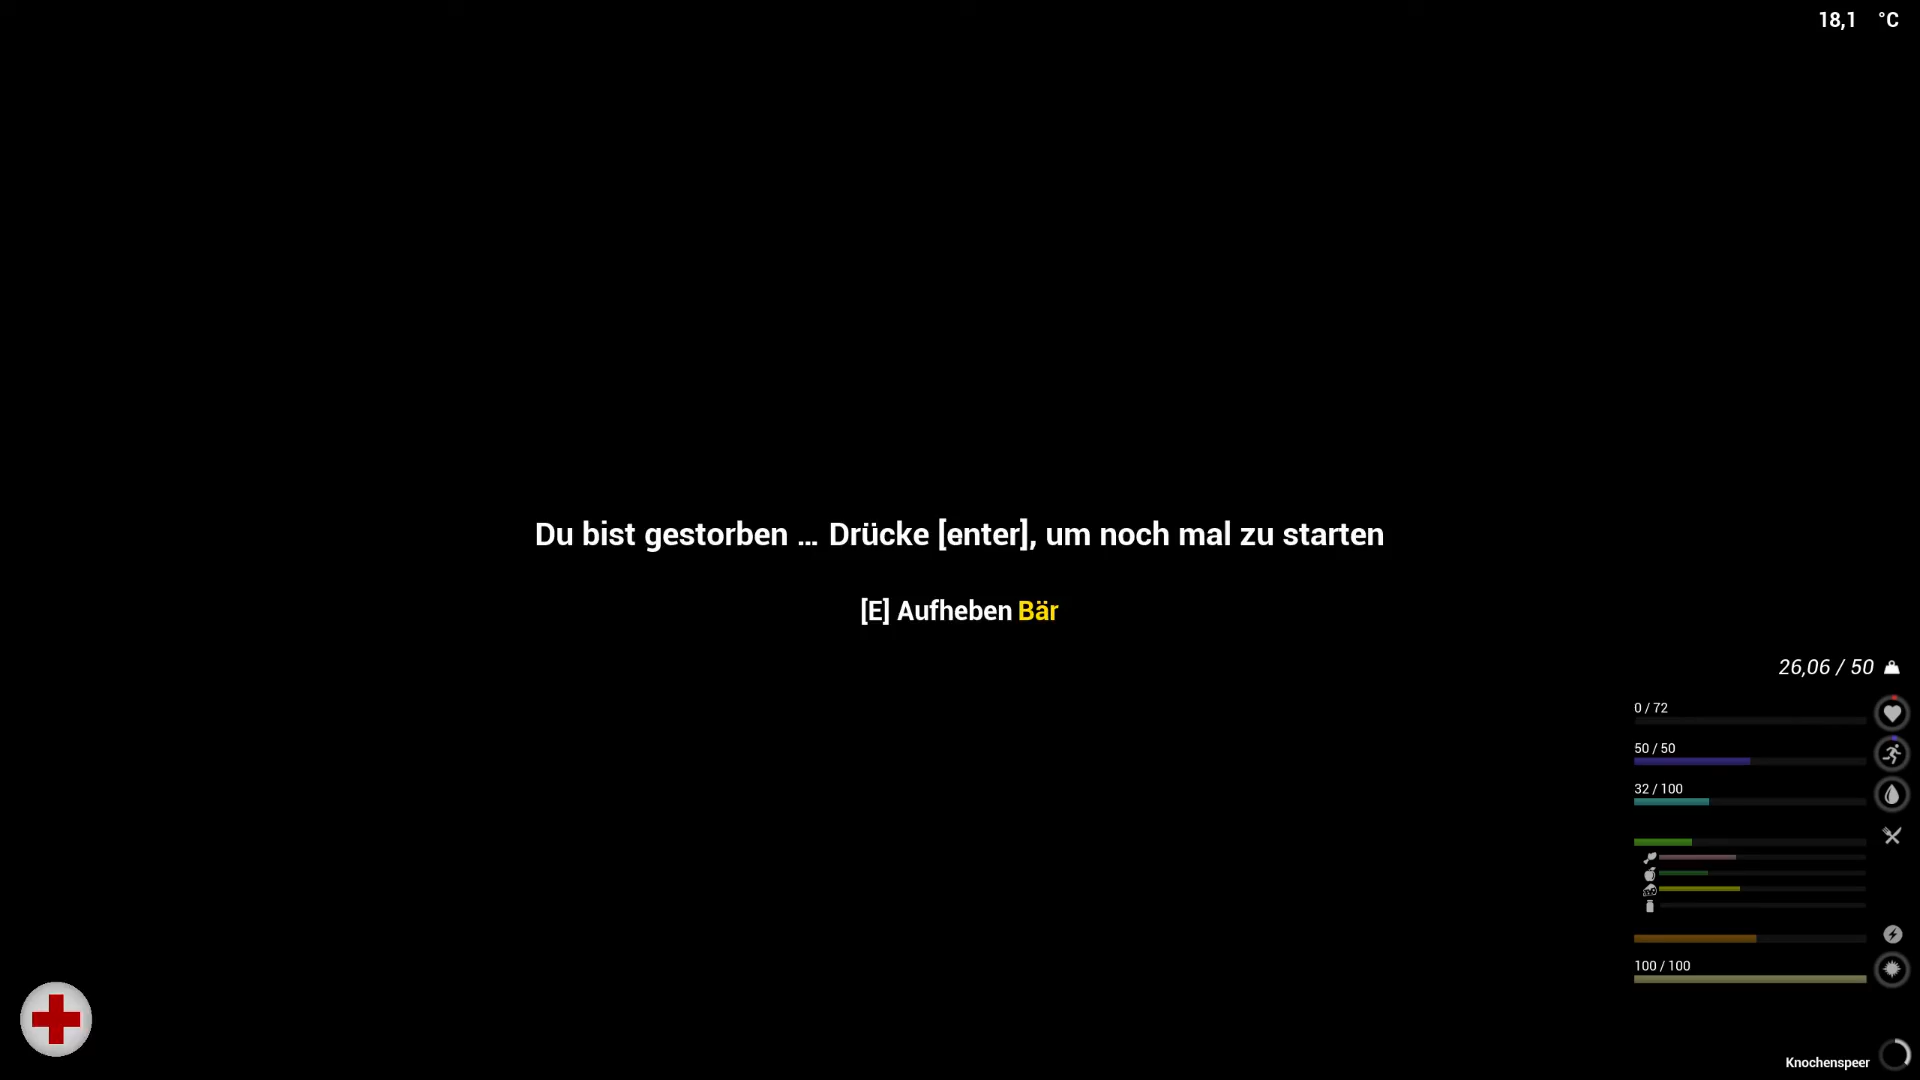 18,1 °C
Du bist gestorben ... Drücke [enter], um noch mal zu starten
[E] Aufheben Bär
26,06 / 50
0 / 72
50 / 50
32 / 100
100 / 100
Knochenspeer